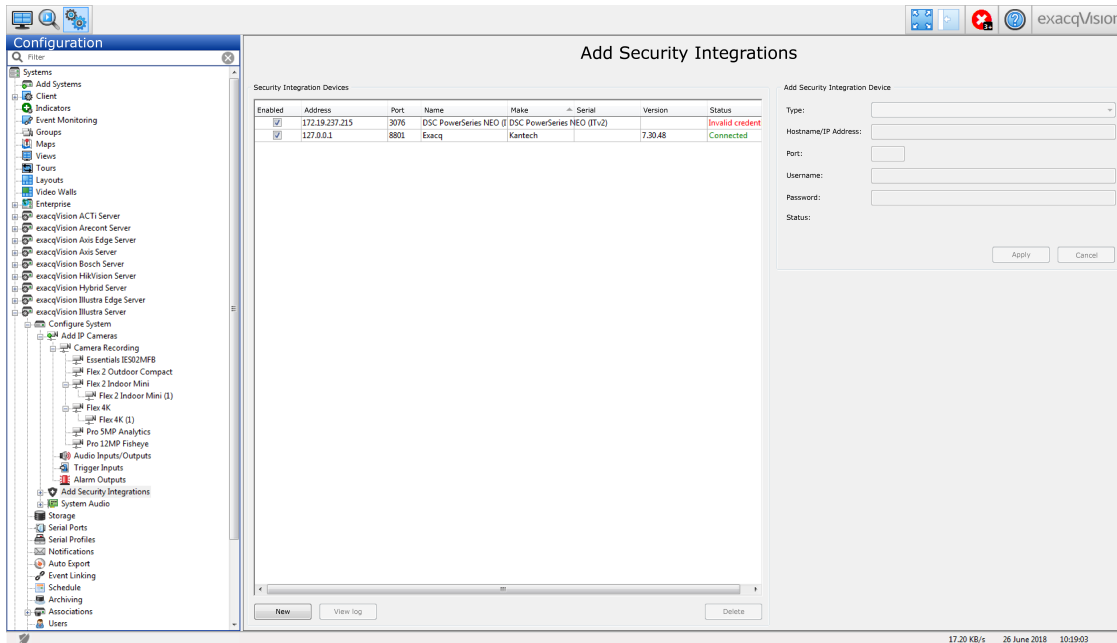 exacqVision
Configuration
Filter
Systems
Add Systems
Client
Indicators
Event Monitoring
Groups
Maps
Views
Tours
Layouts
Video Walls
Enterprise
exacqVision ACTi Server
exacqVision Arecont Server
exacqVision Axis Edge Server
exacqVision Axis Server
exacqVision Bosch Server
exacqVision HikVision Server
exacqVision Hybrid Server
exacqVision Illustra Edge Server
exacqVision Illustra Server
Configure System
Add IP Cameras
Camera Recording
Essentials IES02MFB
Flex 2 Outdoor Compact
Flex 2 Indoor Mini
Flex 2 Indoor Mini (1)
Flex 4K
Flex 4K (1)
Pro 5MP Analytics
Pro 12MP Fisheye
Audio Inputs/Outputs
Trigger Inputs
Alarm Outputs
Add Security Integrations
System Audio
Storage
Serial Ports
Serial Profiles
Notifications
Auto Export
Event Linking
Schedule
Archiving
Associations
Users
Add Security Integrations
Security Integration Devices
Enabled Address Port Name Make Serial Version Status
172.19.237.215 3076 DSC PowerSeries NEO (I DSC PowerSeries NEO (ITv2) Invalid credent
127.0.0.1 8801 Exacq Kantech 7.30.48 Connected
New View log Delete
Add Security Integration Device
Type:
Hostname/IP Address:
Port:
Username:
Password:
Status:
Apply Cancel
17.20 KB/s 26 June 2018 10:19:03